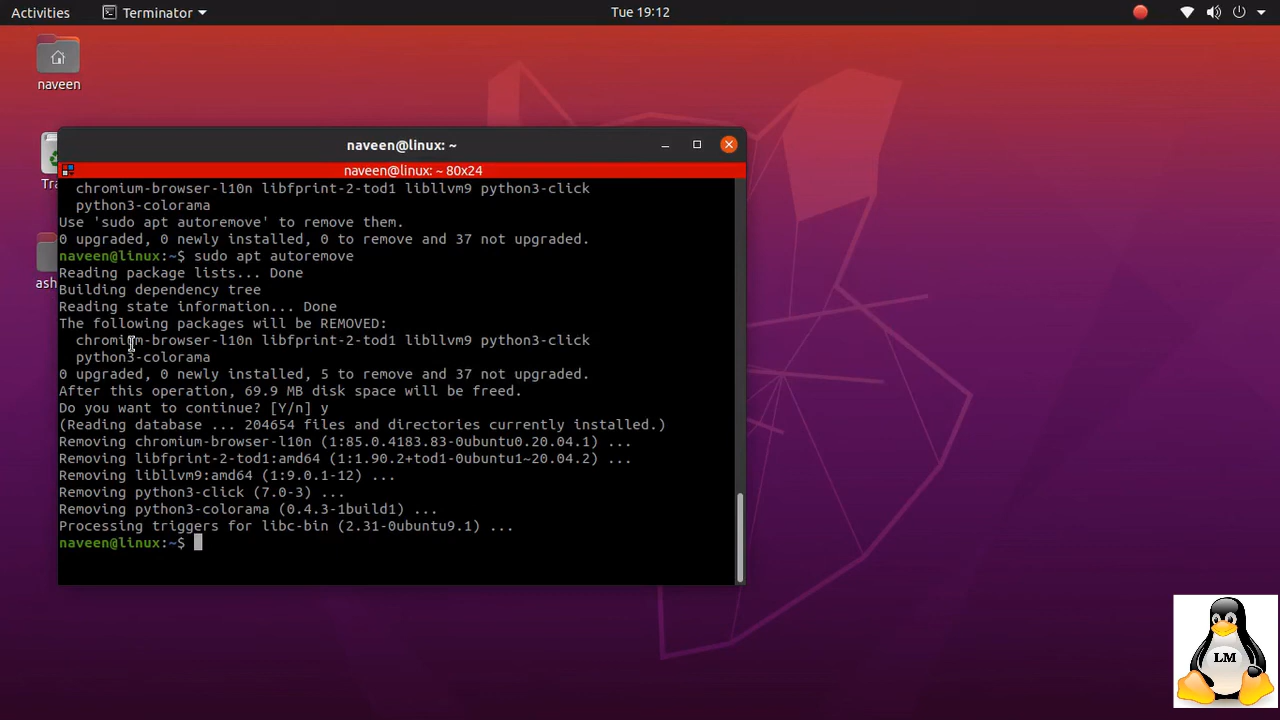 Activities
Terminator
Tue 19:12
naveen
Tra
ash
naveen@linux: ~
naveen@linux: ~ 80x24
  chromium-browser-l10n libfprint-2-tod1 libllvm9 python3-click
  python3-colorama
Use 'sudo apt autoremove' to remove them.
0 upgraded, 0 newly installed, 0 to remove and 37 not upgraded.
naveen@linux:~$ sudo apt autoremove
Reading package lists... Done
Building dependency tree
Reading state information... Done
The following packages will be REMOVED:
  chromium-browser-l10n libfprint-2-tod1 libllvm9 python3-click
  python3-colorama
0 upgraded, 0 newly installed, 5 to remove and 37 not upgraded.
After this operation, 69.9 MB disk space will be freed.
Do you want to continue? [Y/n] y
(Reading database ... 204654 files and directories currently installed.)
Removing chromium-browser-l10n (1:85.0.4183.83-0ubuntu0.20.04.1) ...
Removing libfprint-2-tod1:amd64 (1:1.90.2+tod1-0ubuntu1~20.04.2) ...
Removing libllvm9:amd64 (1:9.0.1-12) ...
Removing python3-click (7.0-3) ...
Removing python3-colorama (0.4.3-1build1) ...
Processing triggers for libc-bin (2.31-0ubuntu9.1) ...
naveen@linux:~$
LM